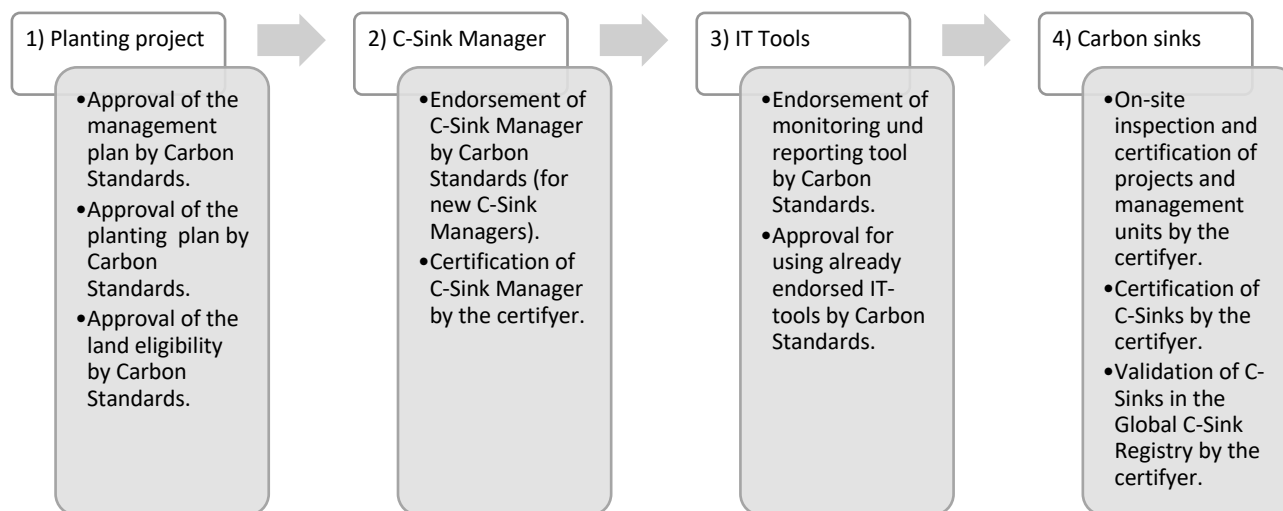 1) Planting project
•Approval of the
management
plan by Carbon
Standards.
•Approval of the
planting  plan by
Carbon
Standards.
•Approval of the
land eligibility
by Carbon
Standards.
2) C-Sink Manager
•Endorsement of
C-Sink Manager
by Carbon
Standards (for
new C-Sink
Managers).
•Certification of
C-Sink Manager
by the certifyer.
3) IT Tools
•Endorsement of
monitoring und
reporting tool
by Carbon
Standards.
•Approval for
using already
endorsed IT-
tools by Carbon
Standards.
4) Carbon sinks
•On-site
inspection and
certification of
projects and
management
units by the
certifyer.
•Certification of
C-Sinks by the
certifyer.
•Validation of C-
Sinks in the
Global C-Sink
Registry by the
certifyer.